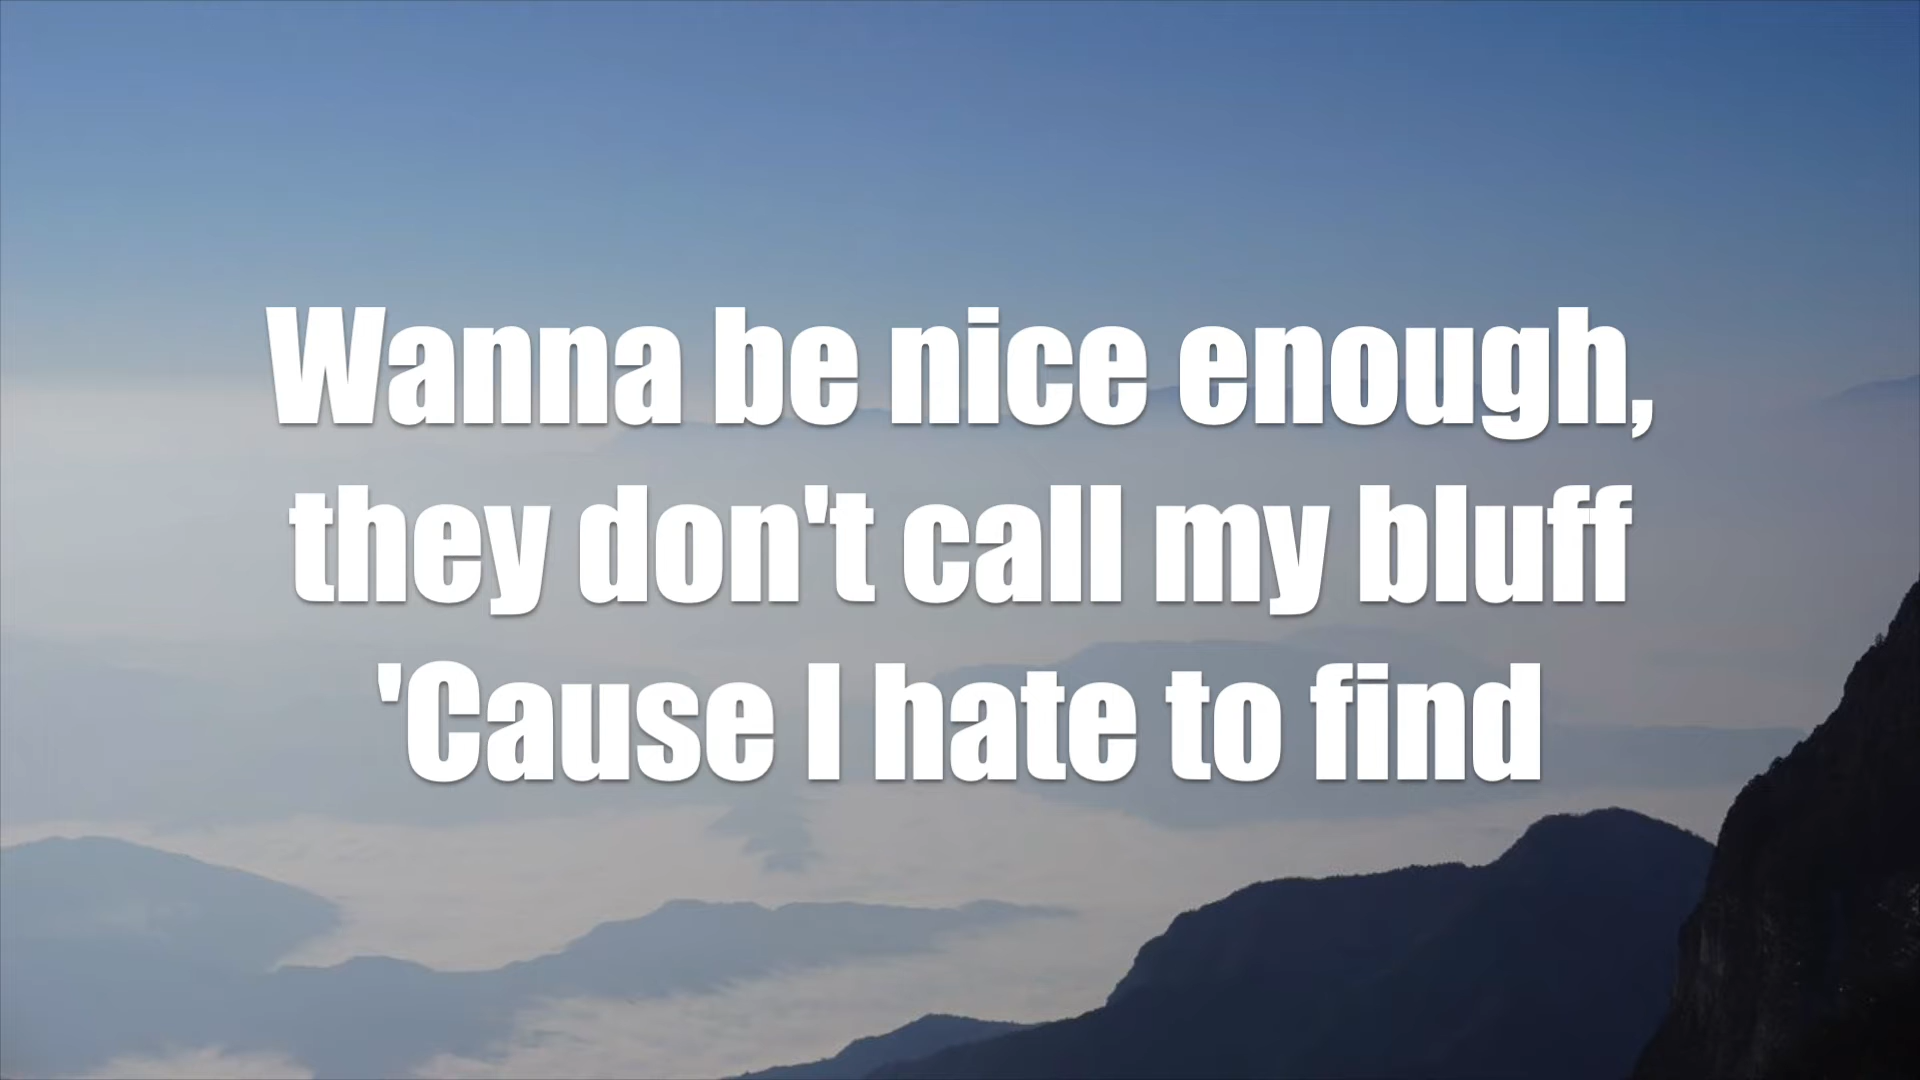 Wanna be nice enough,
they don't call my bluff
'Cause I hate to find